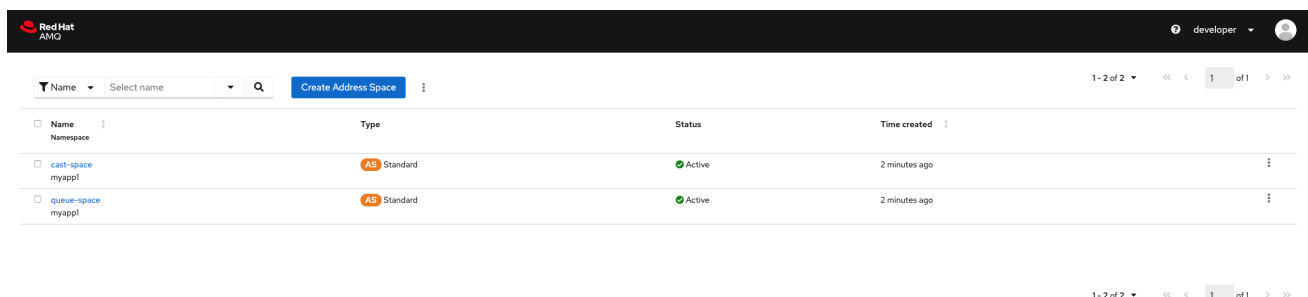 Red Hat
AMQ
developer
Name Select name Create Address Space 1 - 2 of 2 1 of 1
Name Type Status Time created
Namespace
cast-space AS Standard Active 2 minutes ago
myapp1
queue-space AS Standard Active 2 minutes ago
myapp1
1 - 2 of 2 1 of 1